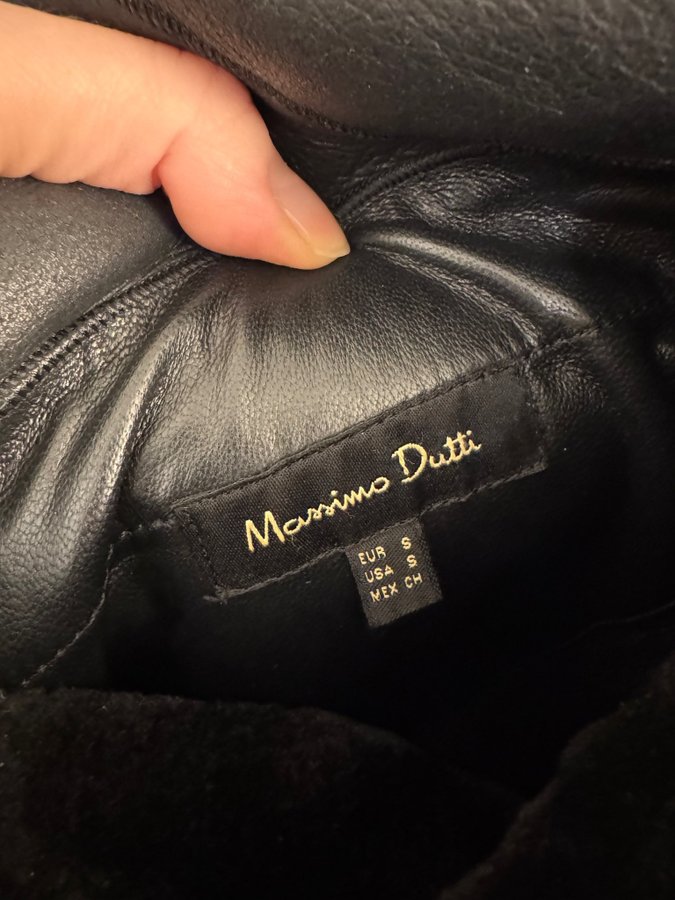 Massimo Dutti
EUR S
USA S
MEX CH